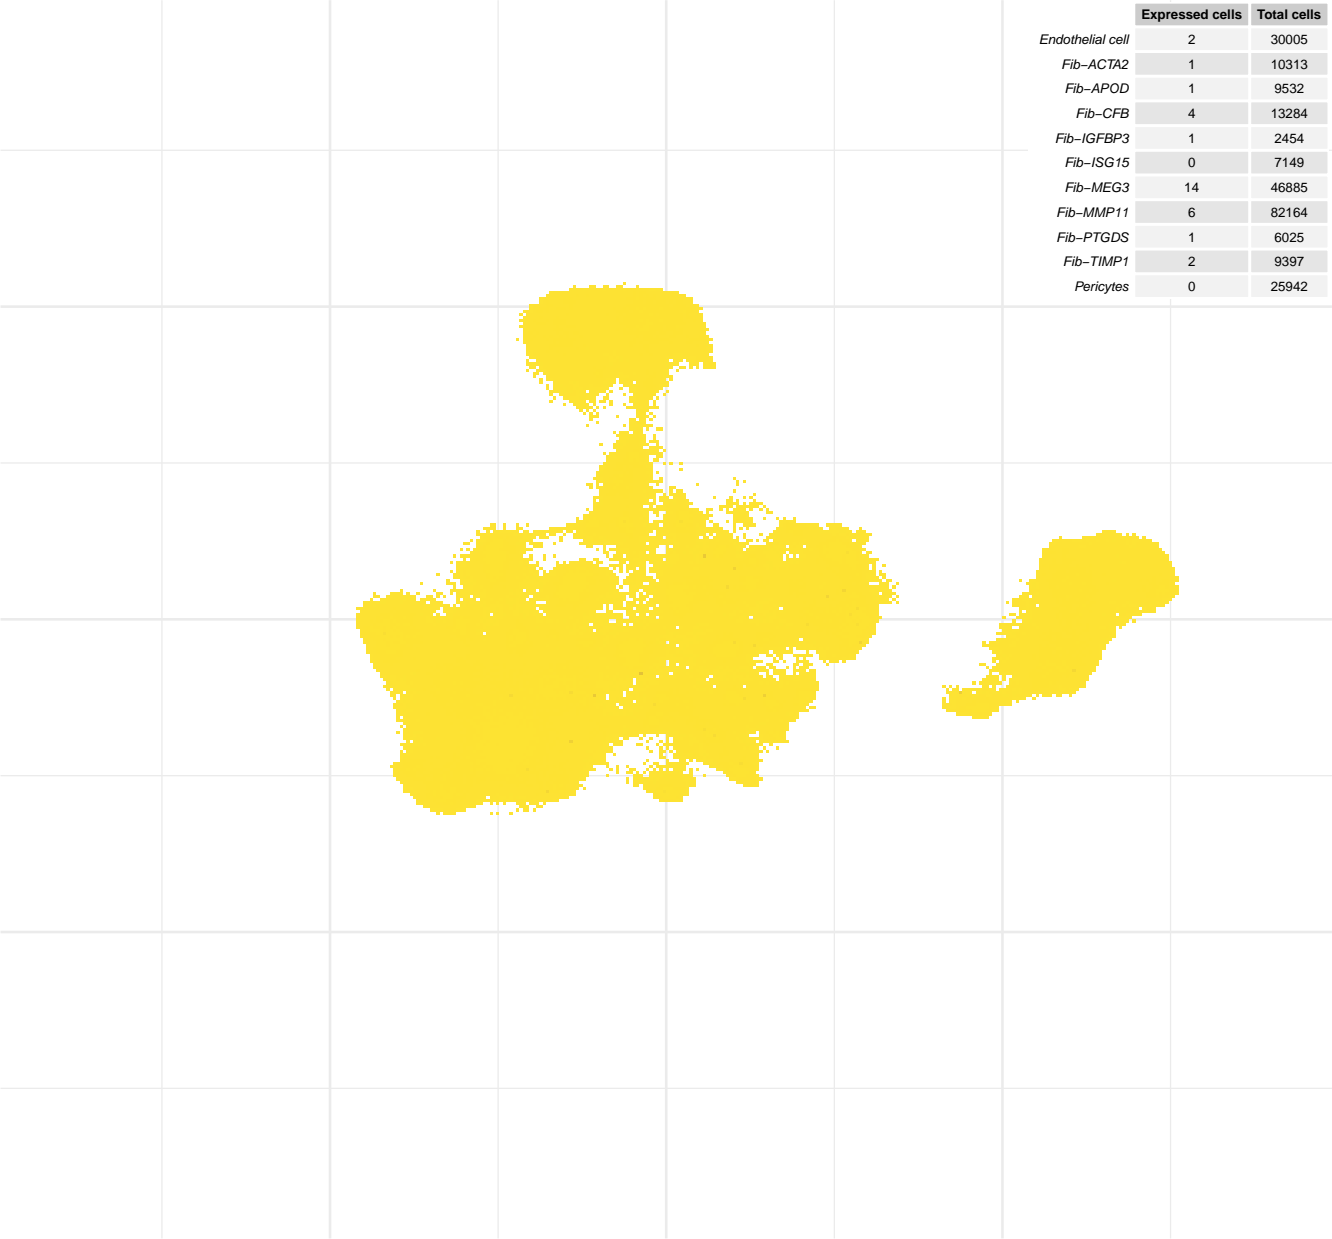 Expressed cells Total cells
Endothelial cell 2 30005
Fib−ACTA2 1 10313
Fib−APOD 1 9532
Fib−CFB 4 13284
Fib−IGFBP3 1 2454
Fib−ISG15 0 7149
Fib−MEG3 14 46885
Fib−MMP11 6 82164
Fib−PTGDS 1 6025
Fib−TIMP1 2 9397
Pericytes 0 25942